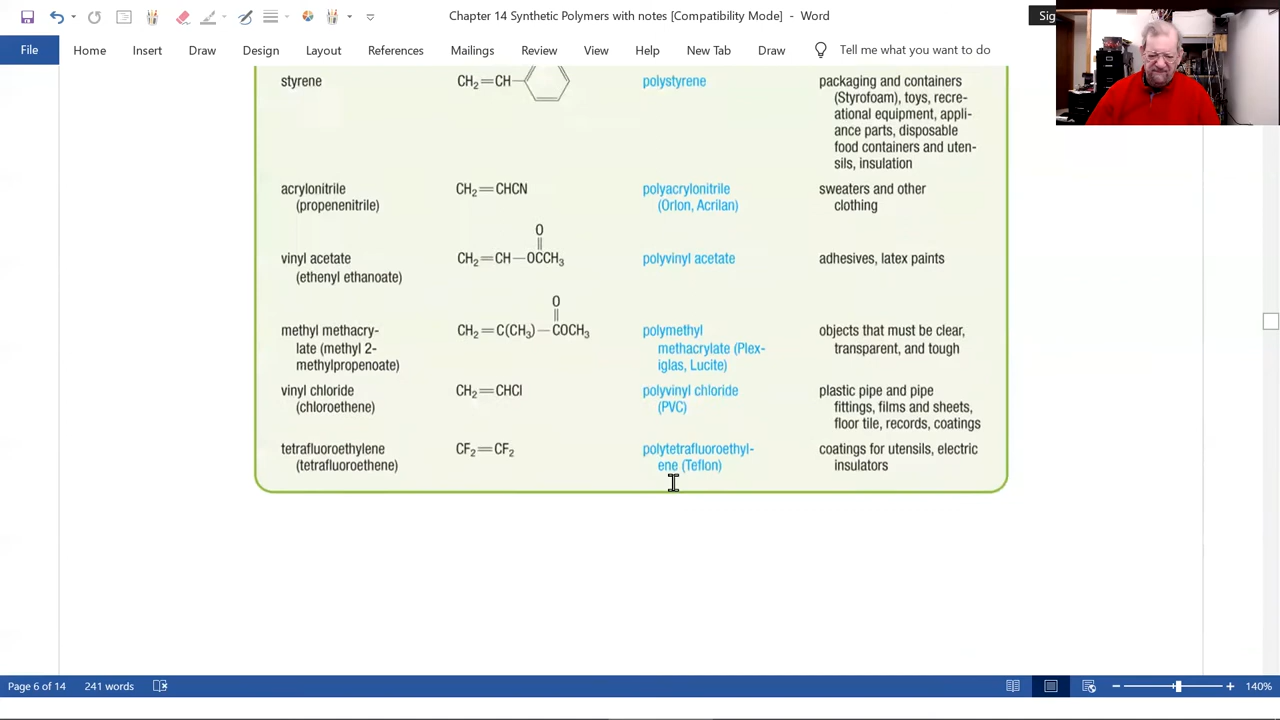 Chapter 14 Synthetic Polymers with notes [Compatibility Mode] - Word
Sig
File Home Insert Draw Design Layout References Mailings Review View Help New Tab Draw Tell me what you want to do
styrene CH₂=CH— polystyrene packaging and containers
(Styrofoam), toys, recre-
ational equipment, appli-
ance parts, disposable
food containers and uten-
sils, insulation
acrylonitrile CH₂=CHCN polyacrylonitrile sweaters and other
(propenenitrile) (Orlon, Acrilan) clothing
O
||
vinyl acetate CH₂=CH—OCCH₃ polyvinyl acetate adhesives, latex paints
(ethenyl ethanoate)
O
||
methyl methacry- CH₂=C(CH₃)—COCH₃ polymethyl objects that must be clear,
late (methyl 2- methacrylate (Plex- transparent, and tough
methylpropenoate) iglas, Lucite)
vinyl chloride CH₂=CHCl polyvinyl chloride plastic pipe and pipe
(chloroethene) (PVC) fittings, films and sheets,
floor tile, records, coatings
tetrafluoroethylene CF₂=CF₂ polytetrafluoroethyl- coatings for utensils, electric
(tetrafluoroethene) ene (Teflon) insulators
Page 6 of 14 241 words 140%